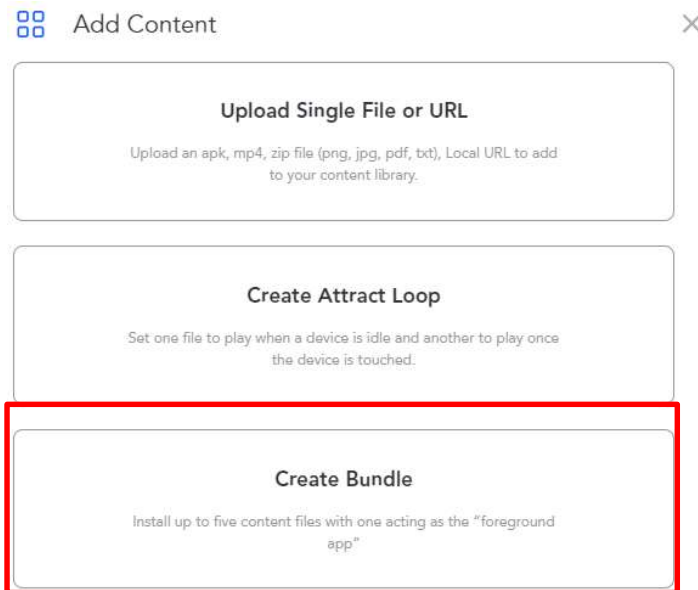 Add Content
Upload Single File or URL
Upload an apk, mp4, zip file (png, jpg, pdf, txt), Local URL to add
to your content library.
Create Attract Loop
Set one file to play when a device is idle and another to play once
the device is touched.
Create Bundle
Install up to five content files with one acting as the “foreground
app”